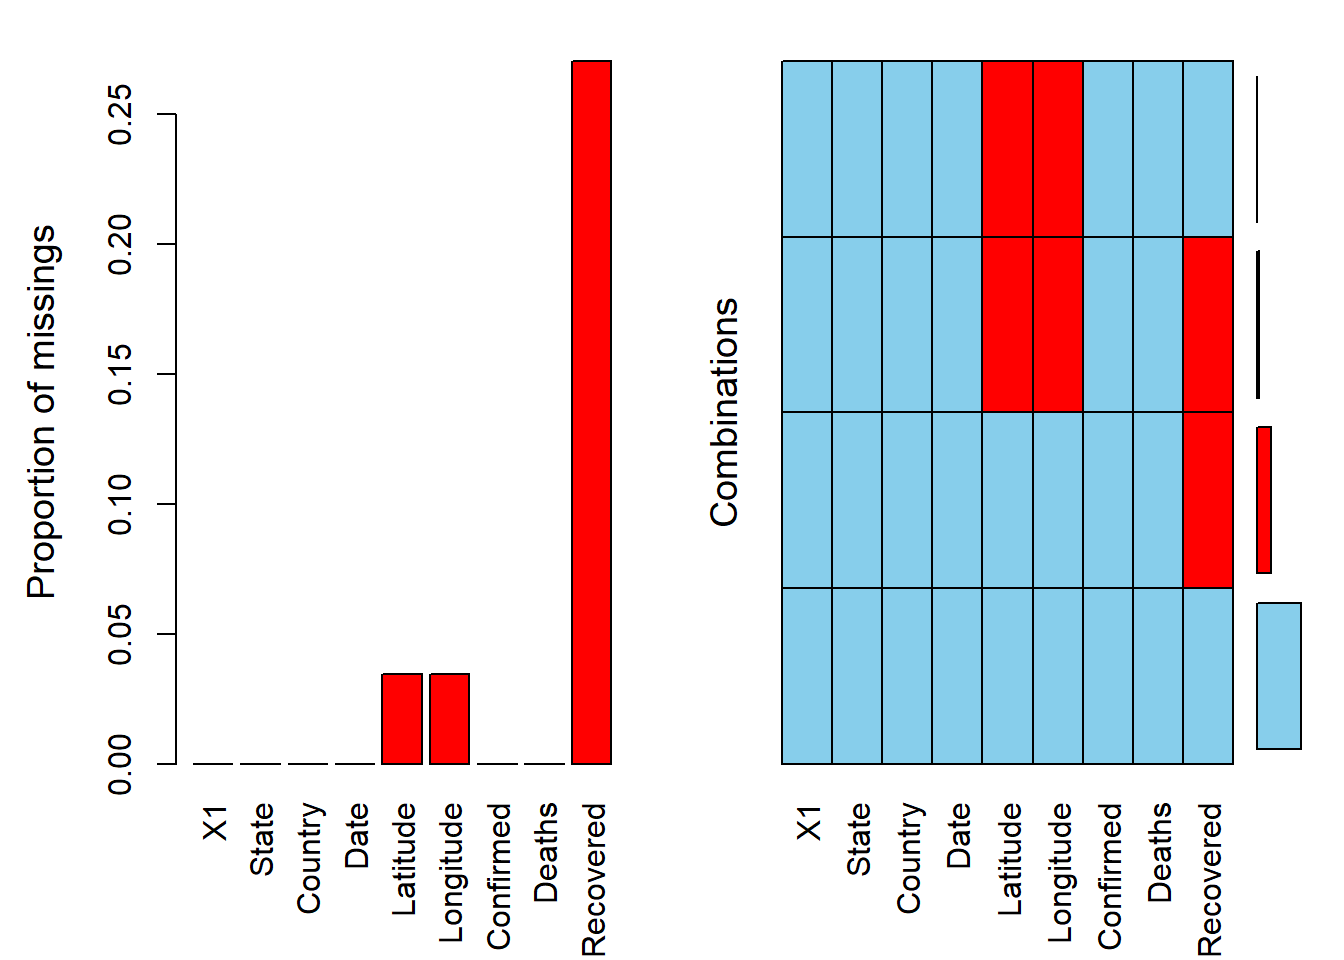 Proportion of missings
0.25
0.20
0.15
0.10
0.05
0.00
X1
State
Country
Date
Latitude
Longitude
Confirmed
Deaths
Recovered
Combinations
X1
State
Country
Date
Latitude
Longitude
Confirmed
Deaths
Recovered